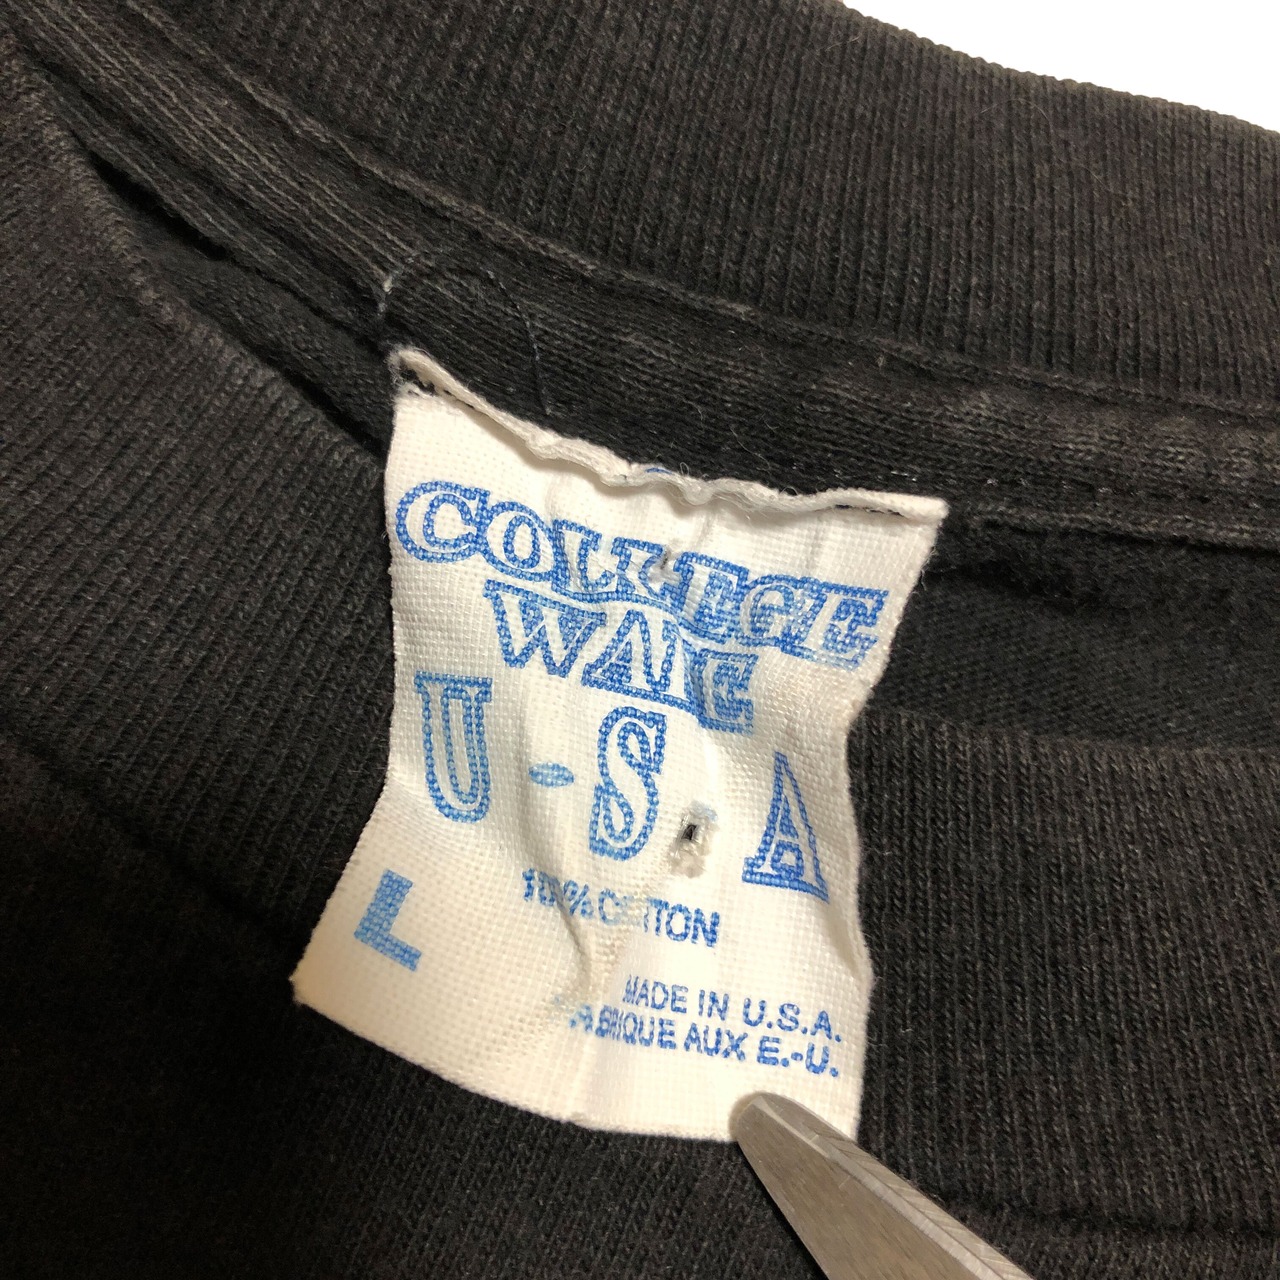 COLLEGE
WARE
U-S-A
L
100% COTTON
MADE IN U.S.A.
FABRIQUE AUX E.-U.